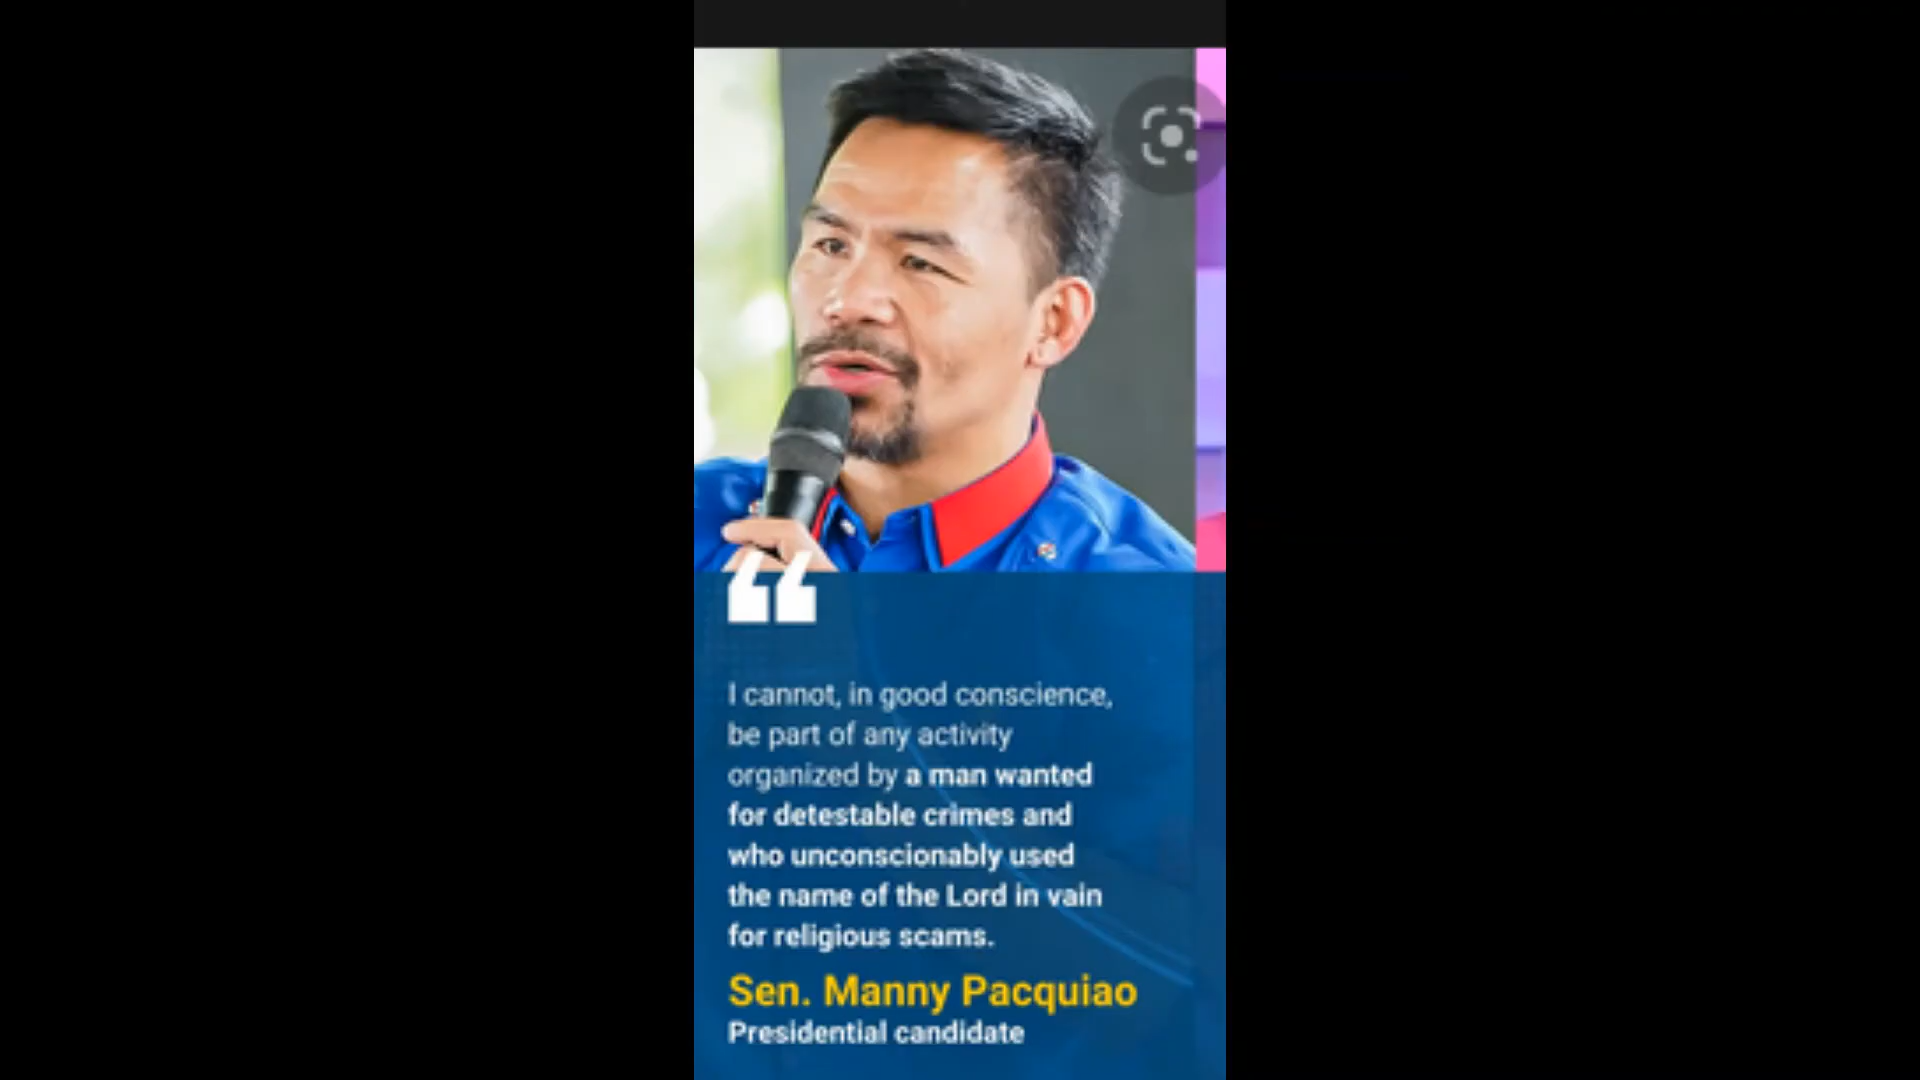 “
I cannot, in good conscience,
be part of any activity
organized by a man wanted
for detestable crimes and
who unconscionably used
the name of the Lord in vain
for religious scams.
Sen. Manny Pacquiao
Presidential candidate